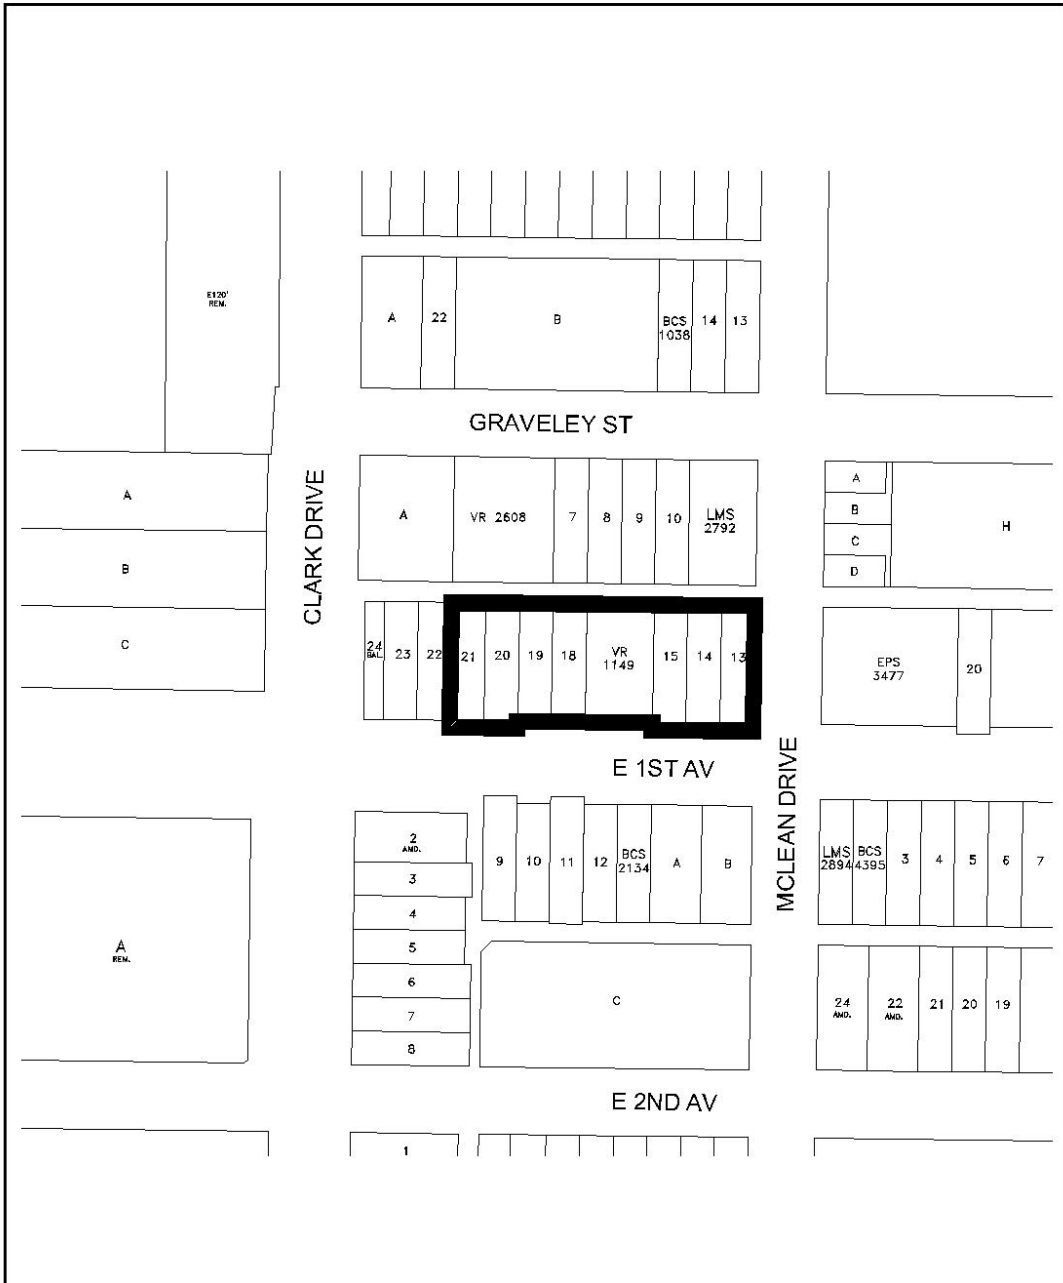 E120'
REM.
A
22
B
BCS
1038
14
13
GRAVELEY ST
CLARK DRIVE
A
B
C
A
VR 2608
7
8
9
10
LMS
2792
A
B
C
D
H
24
BAL.
23
22
21
20
19
18
VR
1149
15
14
13
EPS
3477
20
E 1ST AV
MCLEAN DRIVE
A
REM.
2
AMD.
3
4
5
6
7
8
9
10
11
12
BCS
2134
A
B
C
LMS
2894
BCS
4395
3
4
5
6
7
24
AMD.
22
AMD.
21
20
19
E 2ND AV
1